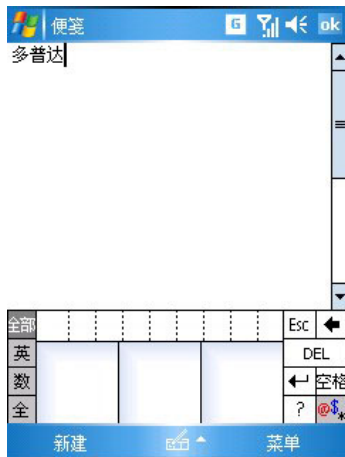 便笺 G ok
多普达
全部 Esc
英 DEL
数 空格
全 ? @$*
新建 菜单